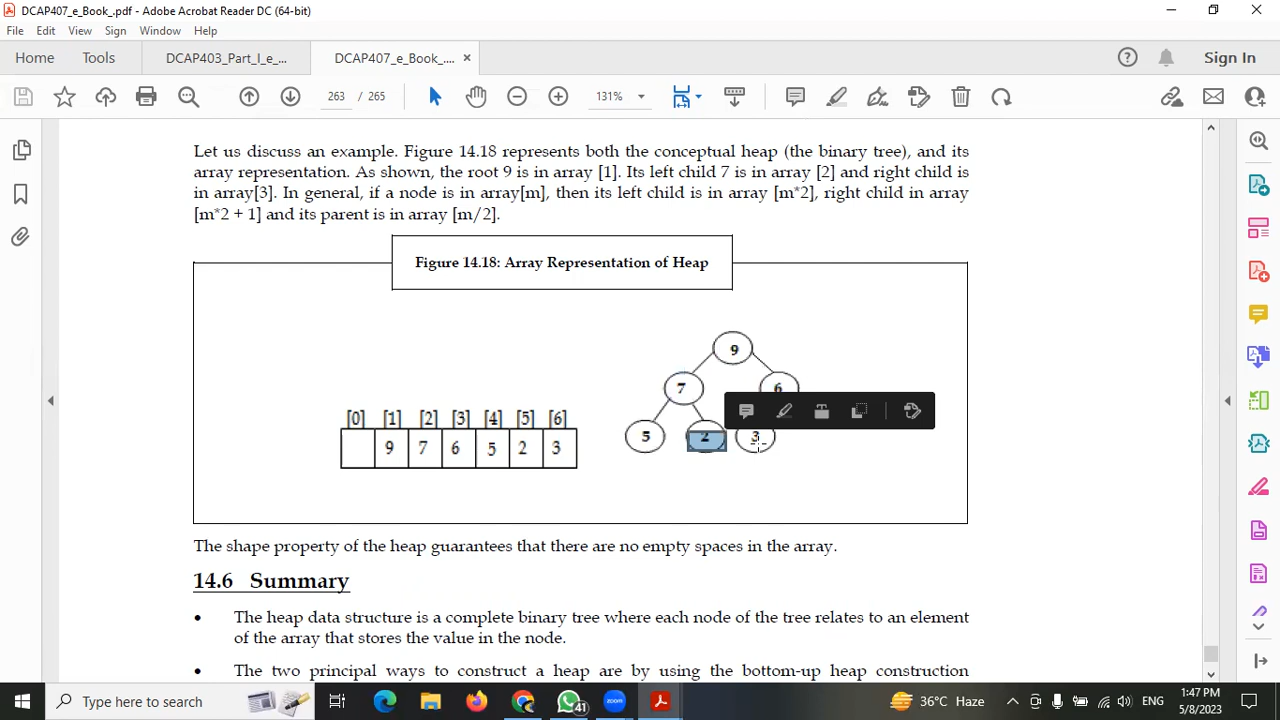 DCAP407_e_Book_.pdf - Adobe Acrobat Reader DC (64-bit)
File Edit View Sign Window Help
Home Tools DCAP403_Part_I_e_... DCAP407_e_Book_.... × Sign In
263 / 265 131%
Let us discuss an example. Figure 14.18 represents both the conceptual heap (the binary tree), and its
array representation. As shown, the root 9 is in array [1]. Its left child 7 is in array [2] and right child is
in array[3]. In general, if a node is in array[m], then its left child is in array [m*2], right child in array
[m*2 + 1] and its parent is in array [m/2].
Figure 14.18: Array Representation of Heap
9
7 6
[0] [1] [2] [3] [4] [5] [6]
5 2 3
9 7 6 5 2 3
The shape property of the heap guarantees that there are no empty spaces in the array.
14.6 Summary
• The heap data structure is a complete binary tree where each node of the tree relates to an element
of the array that stores the value in the node.
• The two principal ways to construct a heap are by using the bottom-up heap construction
Type here to search 41 zoom 36°C Haze ENG 1:47 PM
5/8/2023